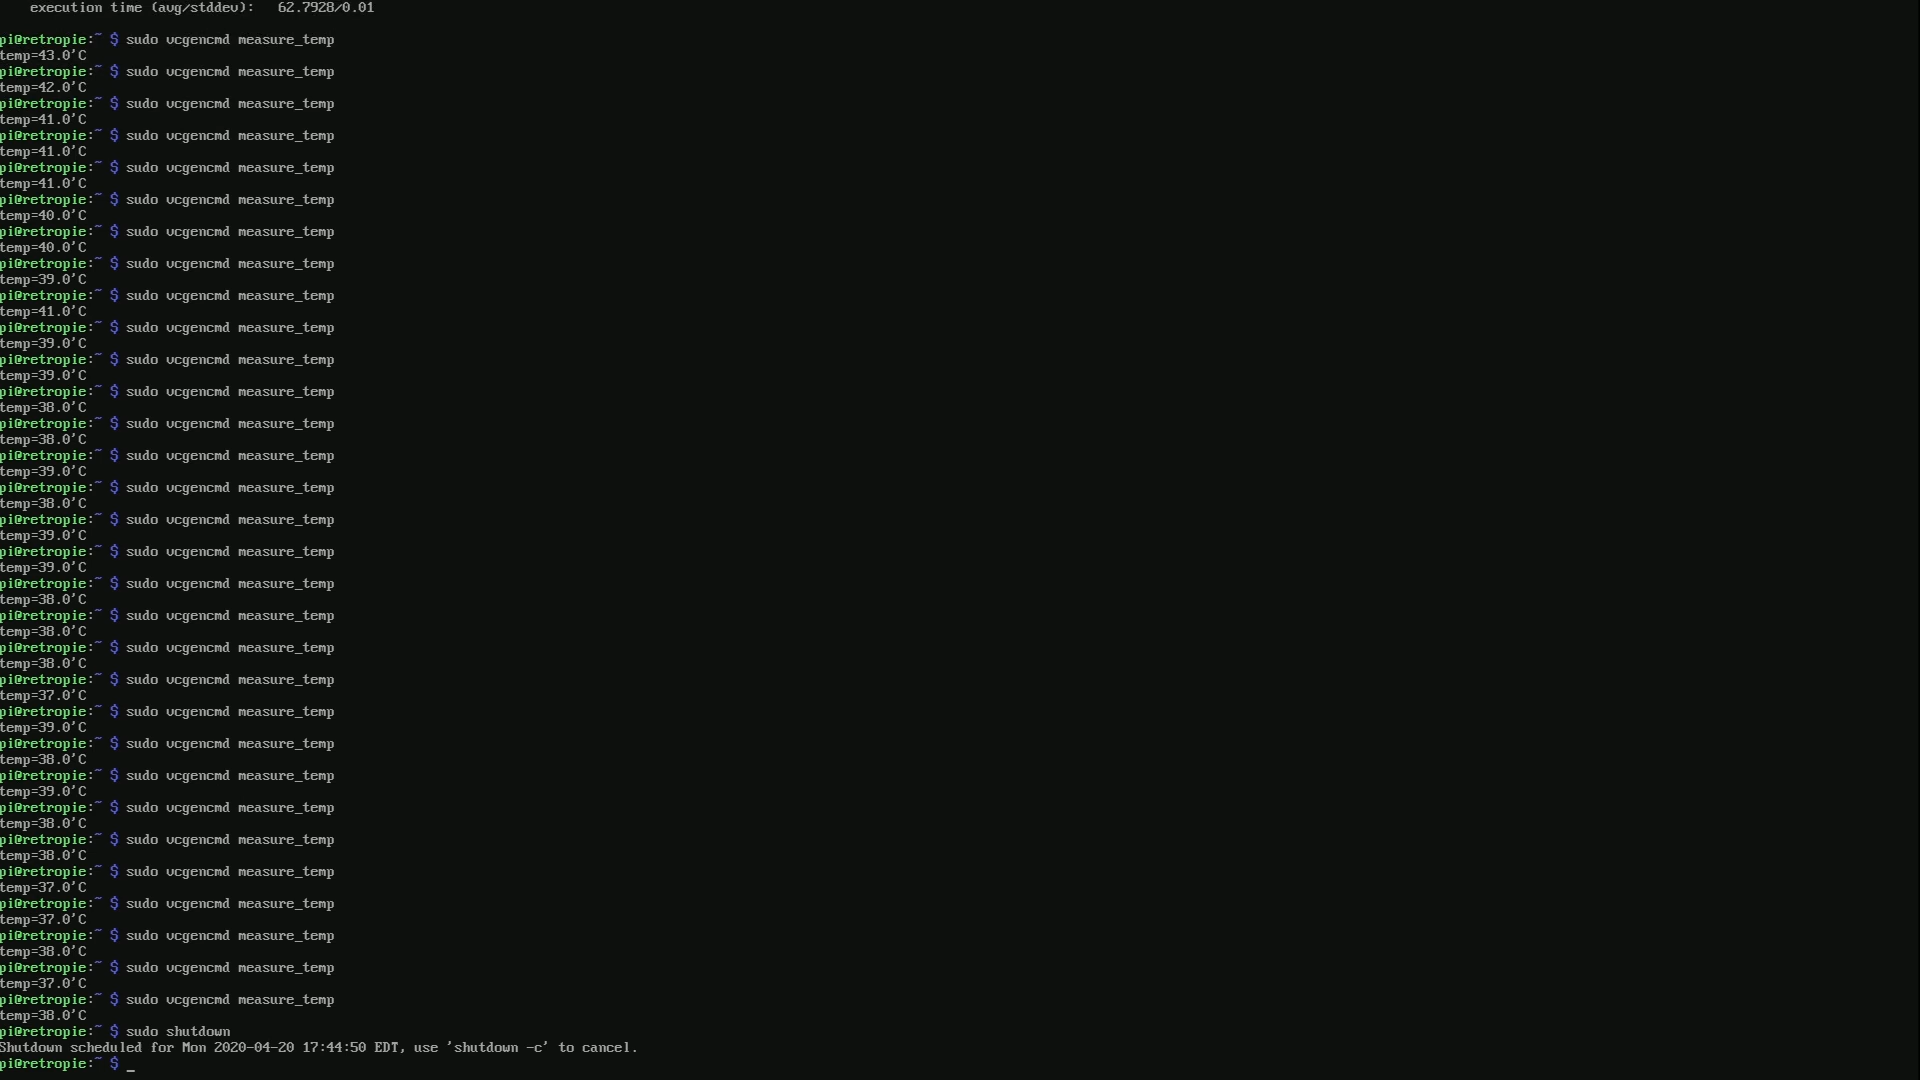 execution time (avg/stddev):   62.7928/0.01
pi@retropie:~ $ sudo vcgencmd measure_temp
temp=43.0'C
pi@retropie:~ $ sudo vcgencmd measure_temp
temp=42.0'C
pi@retropie:~ $ sudo vcgencmd measure_temp
temp=41.0'C
pi@retropie:~ $ sudo vcgencmd measure_temp
temp=41.0'C
pi@retropie:~ $ sudo vcgencmd measure_temp
temp=41.0'C
pi@retropie:~ $ sudo vcgencmd measure_temp
temp=40.0'C
pi@retropie:~ $ sudo vcgencmd measure_temp
temp=40.0'C
pi@retropie:~ $ sudo vcgencmd measure_temp
temp=39.0'C
pi@retropie:~ $ sudo vcgencmd measure_temp
temp=41.0'C
pi@retropie:~ $ sudo vcgencmd measure_temp
temp=39.0'C
pi@retropie:~ $ sudo vcgencmd measure_temp
temp=39.0'C
pi@retropie:~ $ sudo vcgencmd measure_temp
temp=38.0'C
pi@retropie:~ $ sudo vcgencmd measure_temp
temp=38.0'C
pi@retropie:~ $ sudo vcgencmd measure_temp
temp=39.0'C
pi@retropie:~ $ sudo vcgencmd measure_temp
temp=38.0'C
pi@retropie:~ $ sudo vcgencmd measure_temp
temp=39.0'C
pi@retropie:~ $ sudo vcgencmd measure_temp
temp=39.0'C
pi@retropie:~ $ sudo vcgencmd measure_temp
temp=38.0'C
pi@retropie:~ $ sudo vcgencmd measure_temp
temp=38.0'C
pi@retropie:~ $ sudo vcgencmd measure_temp
temp=38.0'C
pi@retropie:~ $ sudo vcgencmd measure_temp
temp=37.0'C
pi@retropie:~ $ sudo vcgencmd measure_temp
temp=39.0'C
pi@retropie:~ $ sudo vcgencmd measure_temp
temp=38.0'C
pi@retropie:~ $ sudo vcgencmd measure_temp
temp=39.0'C
pi@retropie:~ $ sudo vcgencmd measure_temp
temp=38.0'C
pi@retropie:~ $ sudo vcgencmd measure_temp
temp=38.0'C
pi@retropie:~ $ sudo vcgencmd measure_temp
temp=37.0'C
pi@retropie:~ $ sudo vcgencmd measure_temp
temp=37.0'C
pi@retropie:~ $ sudo vcgencmd measure_temp
temp=38.0'C
pi@retropie:~ $ sudo vcgencmd measure_temp
temp=37.0'C
pi@retropie:~ $ sudo vcgencmd measure_temp
temp=38.0'C
pi@retropie:~ $ sudo shutdown
Shutdown scheduled for Mon 2020-04-20 17:44:50 EDT, use 'shutdown -c' to cancel.
pi@retropie:~ $ _